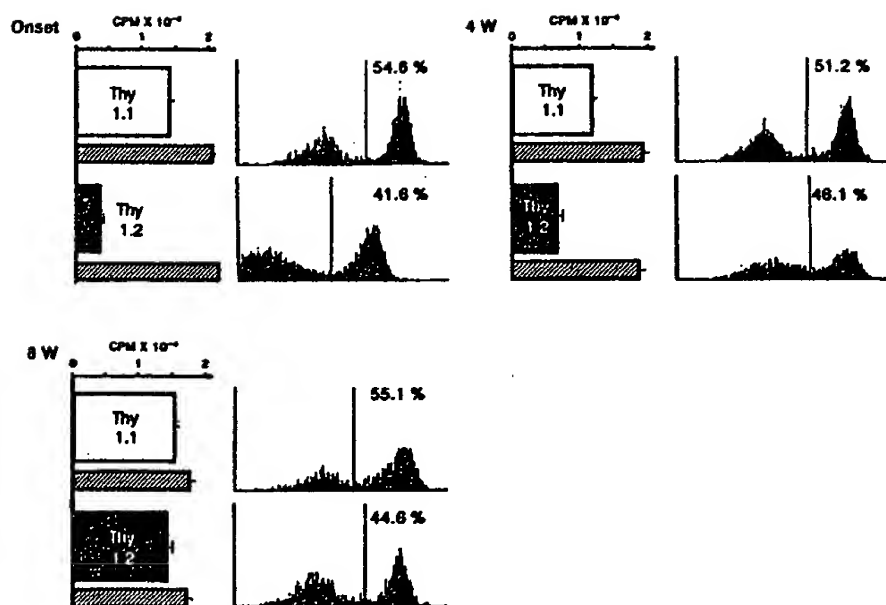 Onset
CPM X 10⁻⁴
0 1 2
Thy
1.1
54.6 %
Thy
1.2
41.6 %
4 W
CPM X 10⁻⁴
0 1 2
Thy
1.1
51.2 %
Thy
1.2
46.1 %
8 W
CPM X 10⁻⁴
0 1 2
Thy
1.1
55.1 %
Thy
1.2
44.6 %